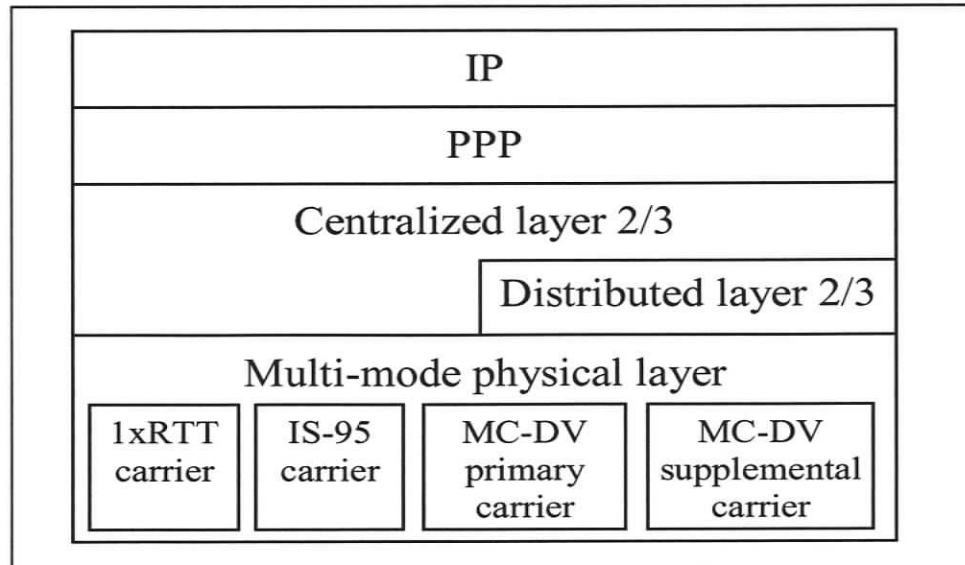 IP
PPP
Centralized layer 2/3
Distributed layer 2/3
Multi-mode physical layer
1xRTT
carrier
IS-95
carrier
MC-DV
primary
carrier
MC-DV
supplemental
carrier